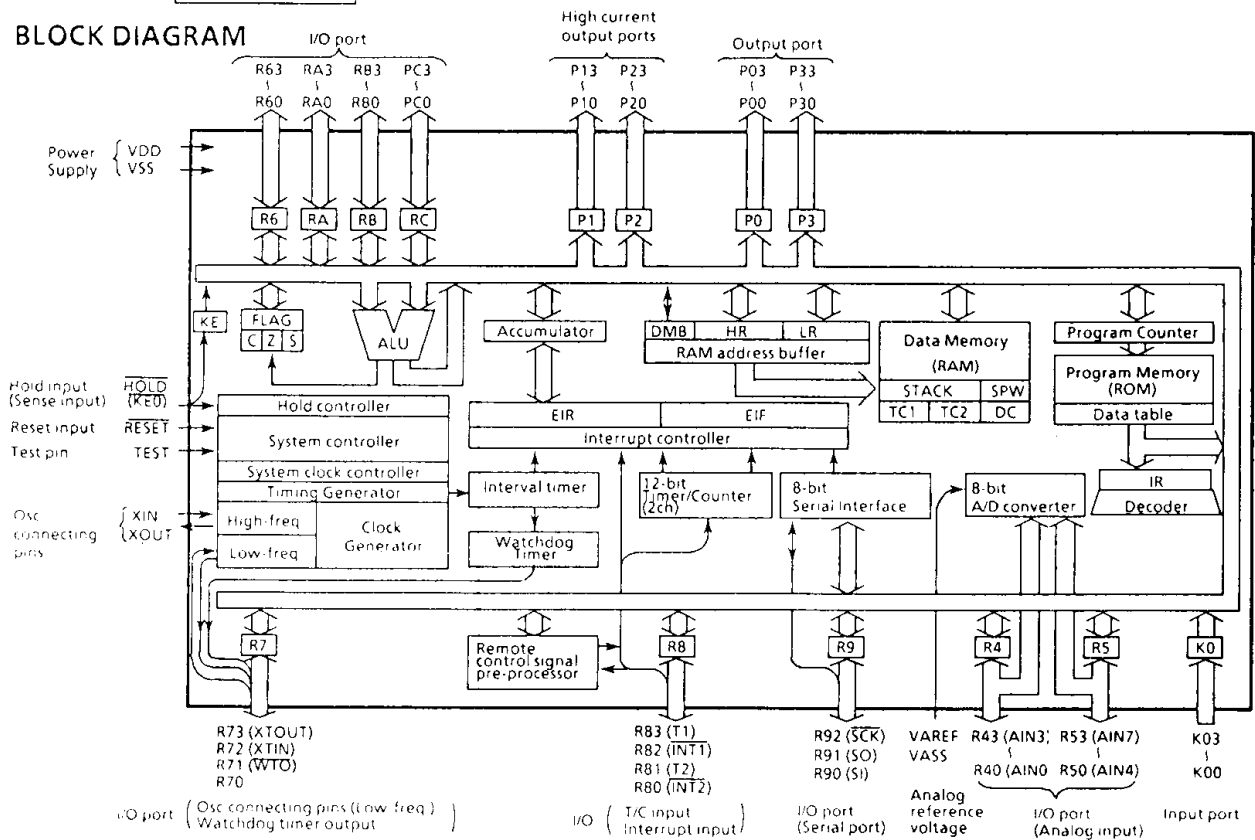 BLOCK DIAGRAM
I/O port
High current
output ports
Output port
R63 RA3 RB3 PC3 P13 P23 P03 P33
R60 RA0 RB0 PC0 P10 P20 P00 P30
Power
Supply
VDD
VSS
R6 RA RB RC P1 P2 P0 P3
KE
FLAG
C Z S
ALU
Accumulator
DMB HR LR
RAM address buffer
Data Memory
(RAM)
STACK SPW
TC1 TC2 DC
Program Counter
Program Memory
(ROM)
Data table
Hold input
(Sense input)
HOLD
(KE0)
Reset input RESET
Test pin TEST
Hold controller
System controller
System clock controller
Timing Generator
High-freq
Low-freq
Clock
Generator
Osc
connecting
pins
XIN
XOUT
EIR EIF
Interrupt controller
Interval timer
Watchdog
Timer
12-bit
Timer/Counter
(2ch)
8-bit
Serial Interface
8-bit
A/D converter
IR
Decoder
R7
Remote
control signal
pre-processor
R8 R9 R4 R5 K0
R73 (XTOUT)
R72 (XTIN)
R71 (WTO)
R70
R83 (T1)
R82 (INT1)
R81 (T2)
R80 (INT2)
R92 (SCK)
R91 (SO)
R90 (SI)
VAREF
VASS
R43 (AIN3)
R40 (AIN0
R53 (AIN7)
R50 (AIN4)
K03
K00
I/O port
Osc connecting pins (Low freq.)
Watchdog timer output
I/O
T/C input
Interrupt input
I/O port
(Serial port)
Analog
reference
voltage
I/O port
(Analog input)
Input port